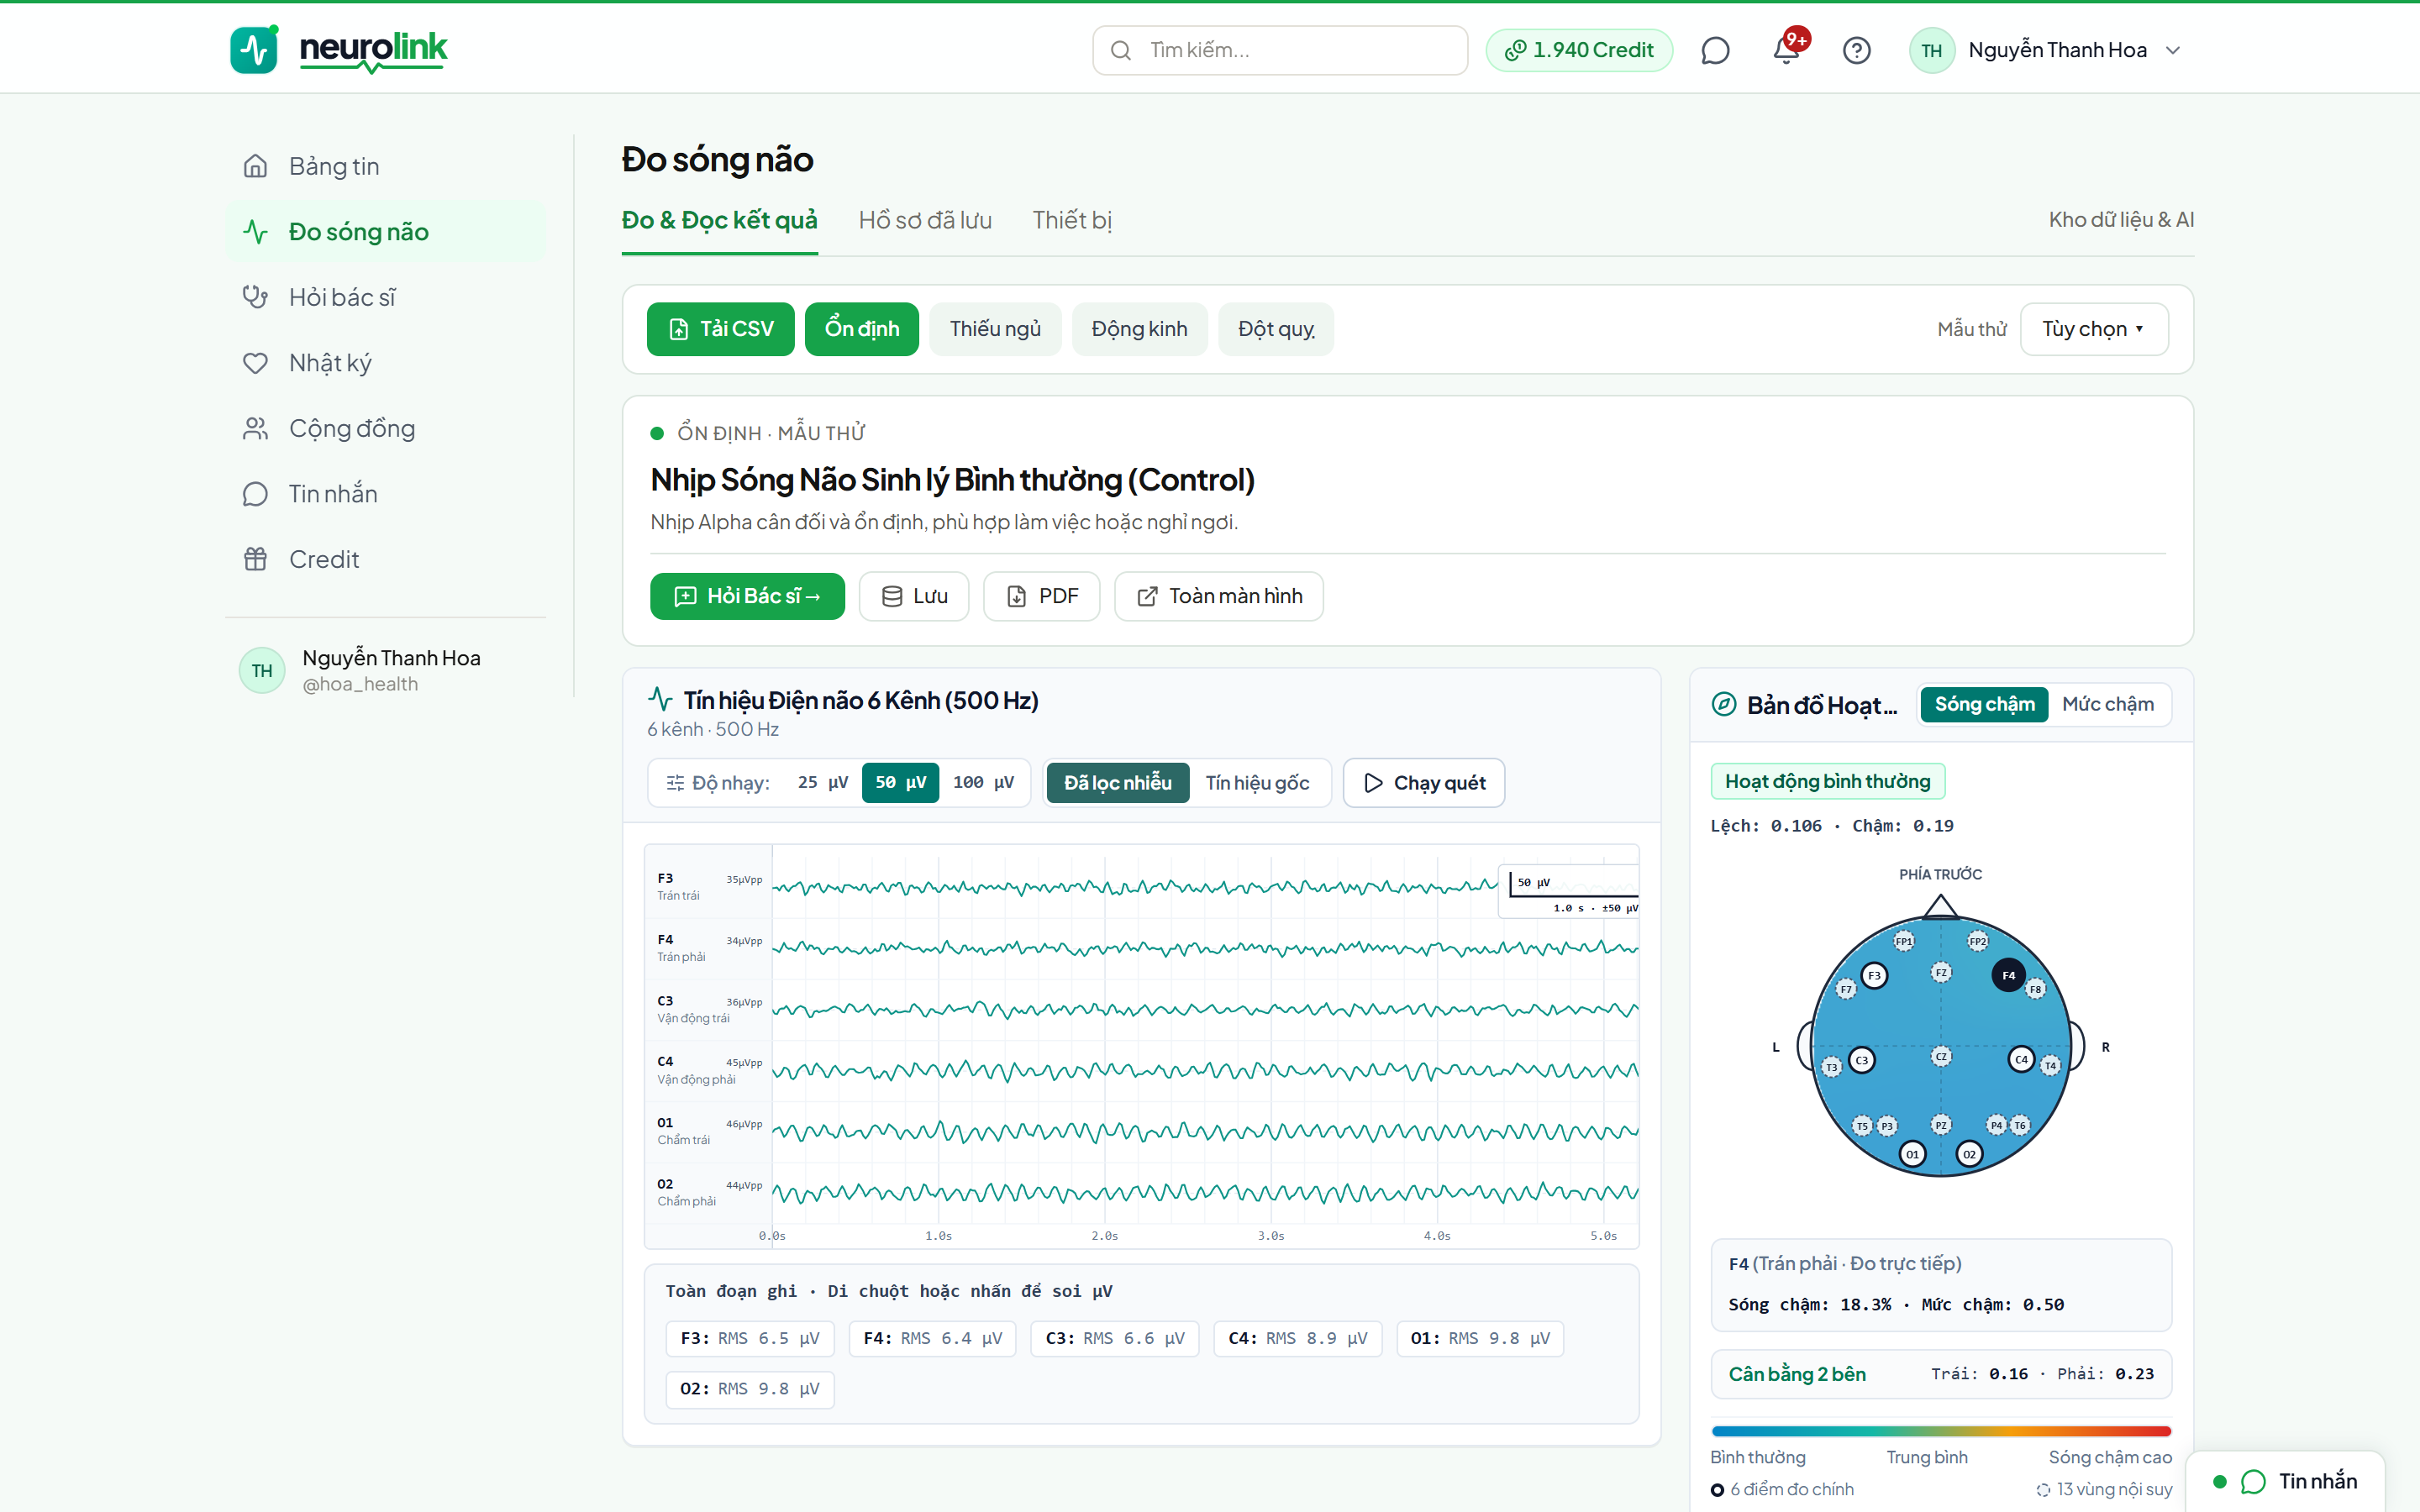 neurolink
Tìm kiếm...
1.940 Credit
9+
TH
Nguyễn Thanh Hoa
Bảng tin
Đo sóng não
Hỏi bác sĩ
Nhật ký
Cộng đồng
Tin nhắn
Credit
TH
Nguyễn Thanh Hoa
@hoa_health
Đo sóng não
Đo & Đọc kết quả
Hồ sơ đã lưu
Thiết bị
Kho dữ liệu & AI
Tải CSV
Ổn định
Thiếu ngủ
Động kinh
Đột quỵ
Mẫu thử
Tùy chọn ▾
ỔN ĐỊNH · MẪU THỬ
Nhịp Sóng Não Sinh lý Bình thường (Control)
Nhịp Alpha cân đối và ổn định, phù hợp làm việc hoặc nghỉ ngơi.
Hỏi Bác sĩ →
Lưu
PDF
Toàn màn hình
Tín hiệu Điện não 6 Kênh (500 Hz)
6 kênh · 500 Hz
Độ nhạy: 25 µV 50 µV 100 µV
Đã lọc nhiễu
Tín hiệu gốc
Chạy quét
F3 35µVpp
Trán trái
50 µV
1.0 s · ±50 µV
F4 34µVpp
Trán phải
C3 36µVpp
Vận động trái
C4 45µVpp
Vận động phải
O1 46µVpp
Chẩm trái
O2 44µVpp
Chẩm phải
0.0s 1.0s 2.0s 3.0s 4.0s 5.0s
Toàn đoạn ghi · Di chuột hoặc nhấn để soi µV
F3: RMS 6.5 µV
F4: RMS 6.4 µV
C3: RMS 6.6 µV
C4: RMS 8.9 µV
O1: RMS 9.8 µV
O2: RMS 9.8 µV
Bản đồ Hoạt...
Sóng chậm
Mức chậm
Hoạt động bình thường
Lệch: 0.106 · Chậm: 0.19
PHÍA TRƯỚC
FP1 FP2
F7 F3 FZ F4 F8
L R
T3 C3 CZ C4 T4
T5 P3 PZ P4 T6
O1 O2
F4 (Trán phải · Đo trực tiếp)
Sóng chậm: 18.3% · Mức chậm: 0.50
Cân bằng 2 bên
Trái: 0.16 · Phải: 0.23
Bình thường
Trung bình
Sóng chậm cao
6 điểm đo chính
13 vùng nội suy
Tin nhắn